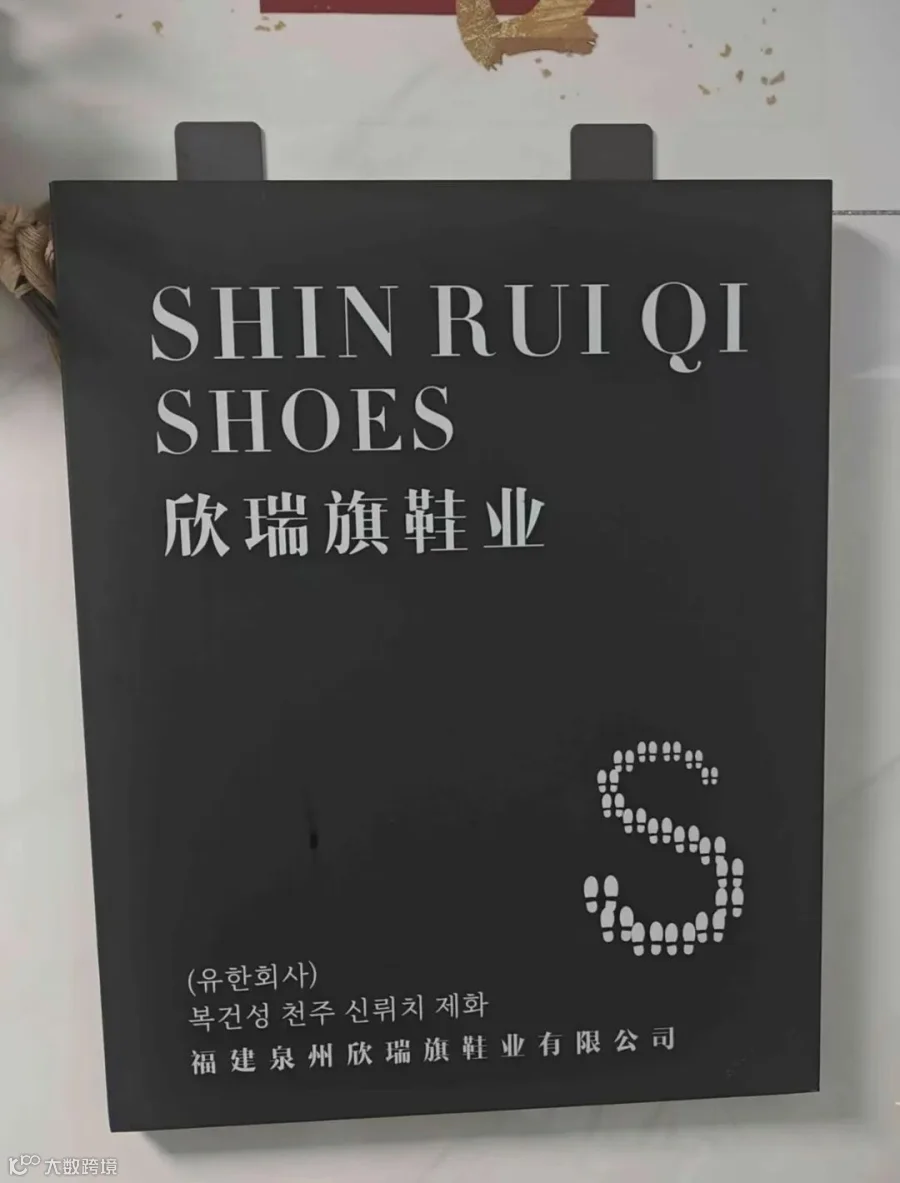 SHIN RUI QI
SHOES
欣瑞旗鞋业
(유한회사)
복건성 천주 신뤼치 제화
福建泉州欣瑞旗鞋业有限公司
大数跨境